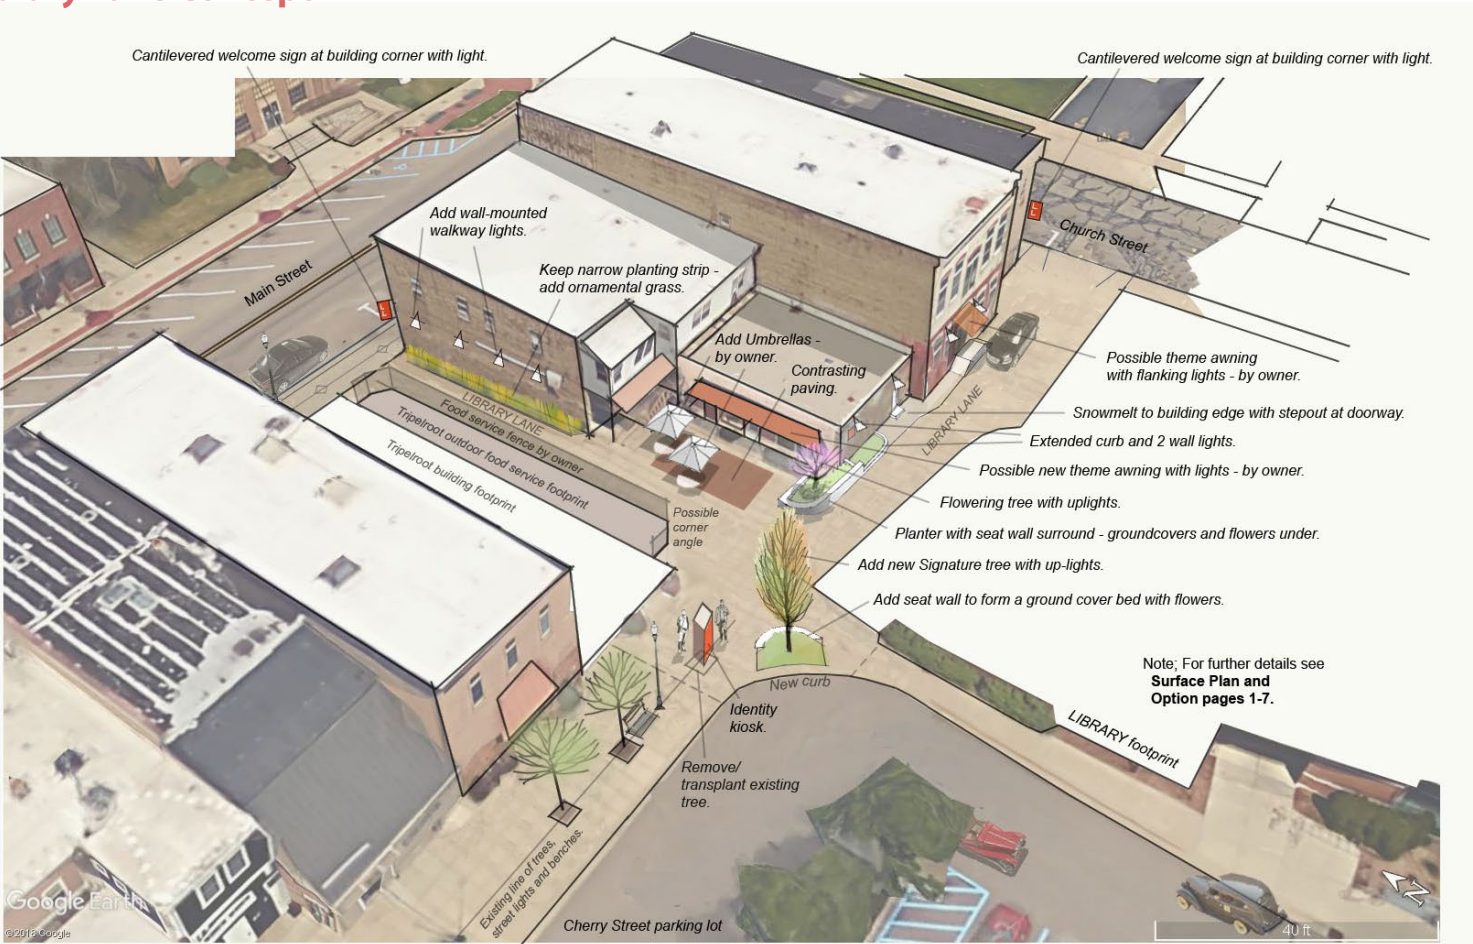 Cantilevered welcome sign at building corner with light.
Cantilevered welcome sign at building corner with light.
Add wall-mounted
walkway lights.
Church Street
Main Street
Keep narrow planting strip -
add ornamental grass.
Add Umbrellas -
by owner.
Contrasting
paving.
Possible theme awning
with flanking lights - by owner.
LIBRARY LANE
Food service fence by owner
Tripelroot outdoor food service footprint
Tripelroot building footprint
LIBRARY LANE
Snowmelt to building edge with stepout at doorway.
Extended curb and 2 wall lights.
Possible new theme awning with lights - by owner.
Flowering tree with uplights.
Possible
corner
angle
Planter with seat wall surround - groundcovers and flowers under.
Add new Signature tree with up-lights.
Add seat wall to form a ground cover bed with flowers.
Note; For further details see
Surface Plan and
Option pages 1-7.
New curb
Identity
kiosk.
LIBRARY footprint
Remove/
transplant existing
tree.
Existing line of trees,
street lights and benches.
Cherry Street parking lot
Google Earth
©2018 Google
N
40 ft